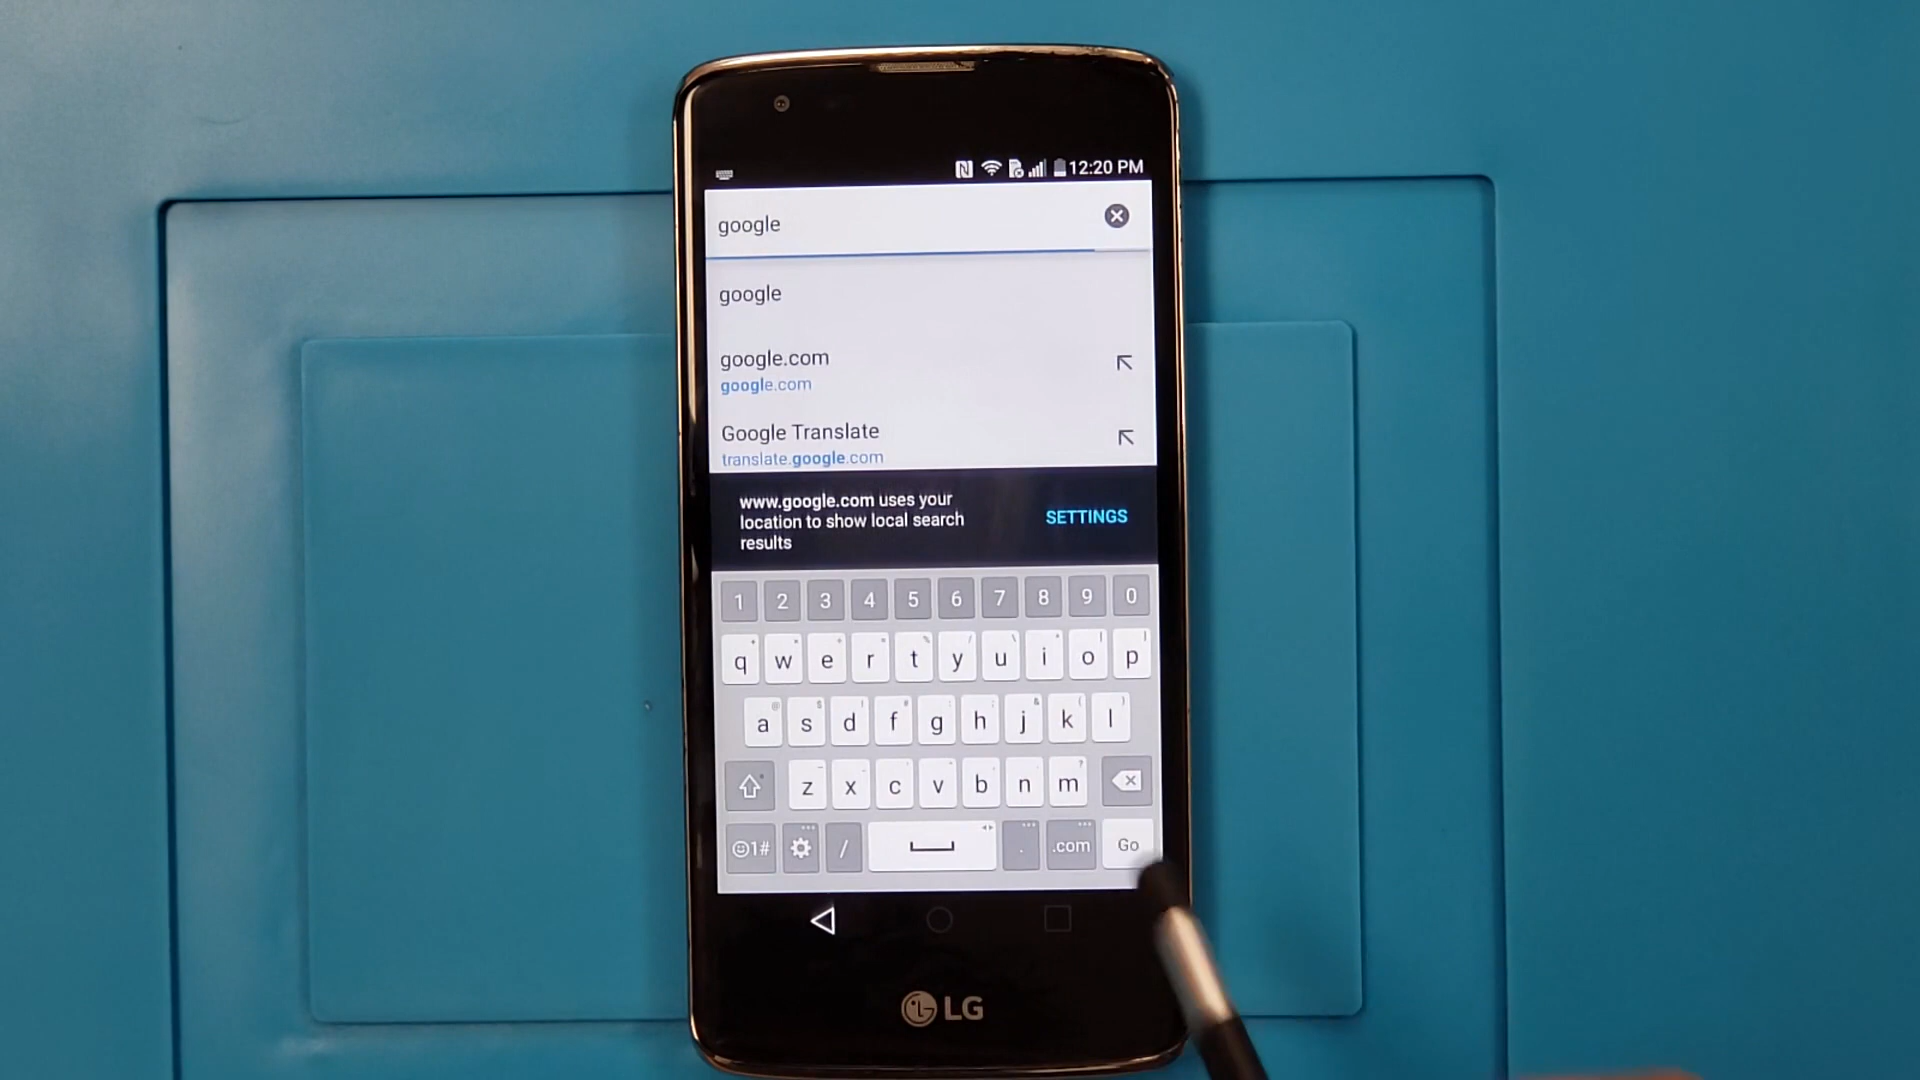 12:20 PM
google
google
google.com
google.com
Google Translate
translate.google.com
www.google.com uses your
location to show local search
results
SETTINGS
1 2 3 4 5 6 7 8 9 0
q w e r t y u i o p
a s d f g h j k l
z x c v b n m
1# / . .com Go
LG